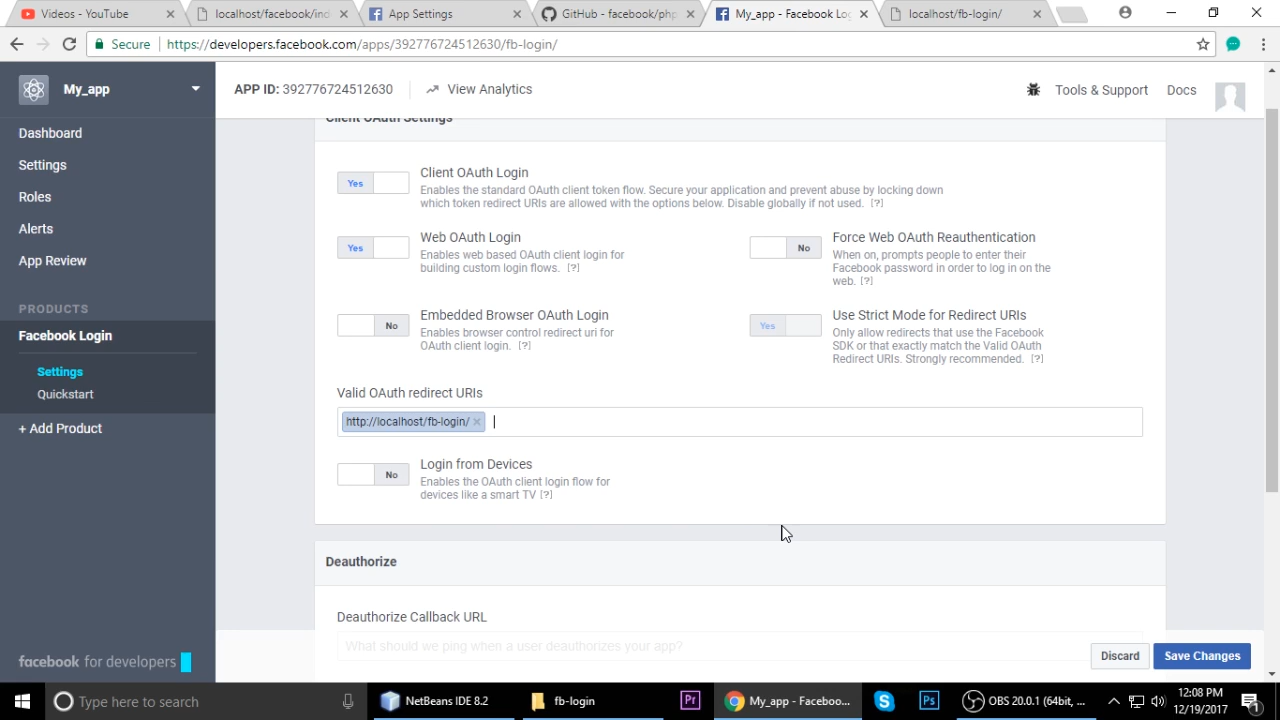 Videos - YouTube
localhost/facebook/ind
App Settings
GitHub - facebook/php
My_app - Facebook Lo
localhost/fb-login/
Secure
https://developers.facebook.com/apps/392776724512630/fb-login/
My_app
APP ID: 392776724512630
View Analytics
Tools & Support
Docs
Dashboard
Settings
Roles
Alerts
App Review
PRODUCTS
Facebook Login
Settings
Quickstart
+ Add Product
facebook for developers
Client OAuth Settings
Yes
Client OAuth Login
Enables the standard OAuth client token flow. Secure your application and prevent abuse by locking down
which token redirect URIs are allowed with the options below. Disable globally if not used. [?]
Yes
Web OAuth Login
Enables web based OAuth client login for
building custom login flows. [?]
No
Force Web OAuth Reauthentication
When on, prompts people to enter their
Facebook password in order to log in on the
web. [?]
No
Embedded Browser OAuth Login
Enables browser control redirect uri for
OAuth client login. [?]
Yes
Use Strict Mode for Redirect URIs
Only allow redirects that use the Facebook
SDK or that exactly match the Valid OAuth
Redirect URIs. Strongly recommended. [?]
Valid OAuth redirect URIs
http://localhost/fb-login/
No
Login from Devices
Enables the OAuth client login flow for
devices like a smart TV [?]
Deauthorize
Deauthorize Callback URL
What should we ping when a user deauthorizes your app?
Discard
Save Changes
Type here to search
NetBeans IDE 8.2
fb-login
Pr
My_app - Faceboo...
Ps
OBS 20.0.1 (64bit, ...
12:08 PM
12/19/2017
1